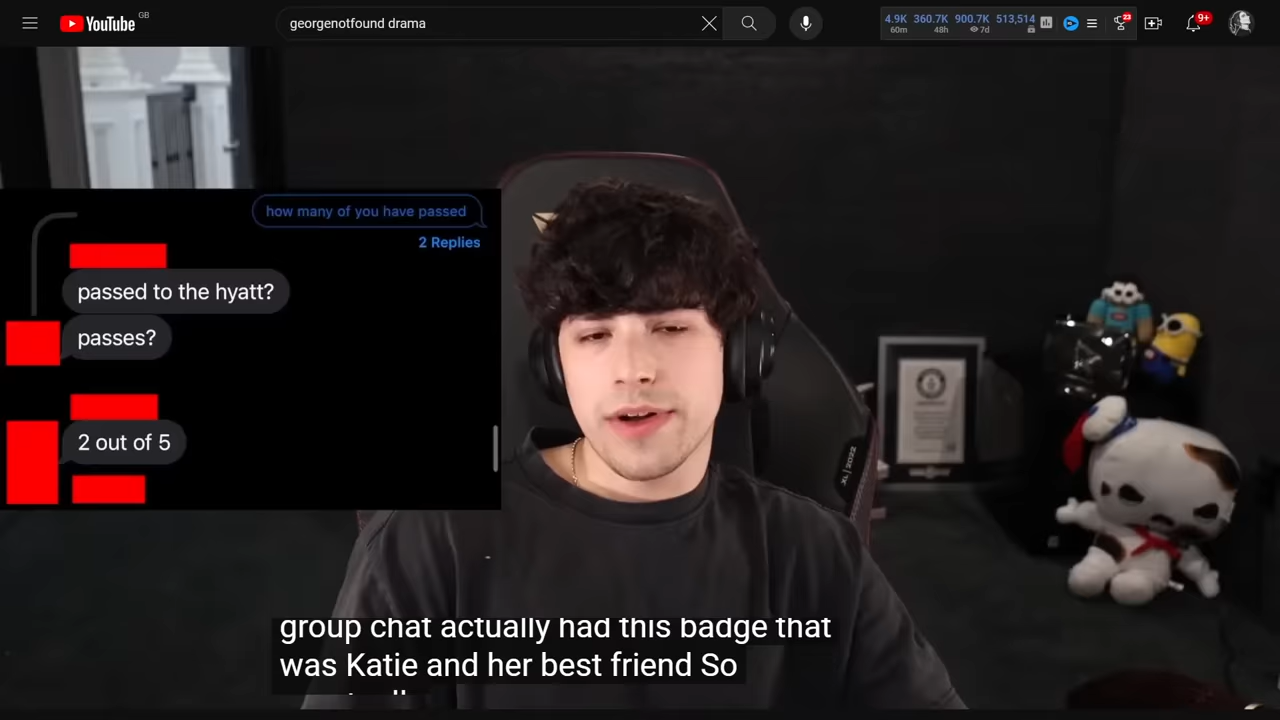 YouTube GB
georgenotfound drama
4.9K 360.7K 900.7K 513,514
60m 48h 7d
23
9+
how many of you have passed
2 Replies
passed to the hyatt?
passes?
2 out of 5
XL | 2022
group chat actually had this badge that
was Katie and her best friend So